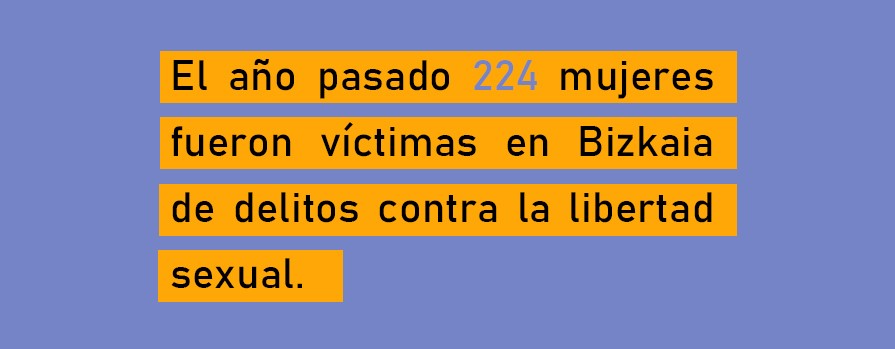 El año pasado 224 mujeres
fueron víctimas en Bizkaia
de delitos contra la libertad
sexual.